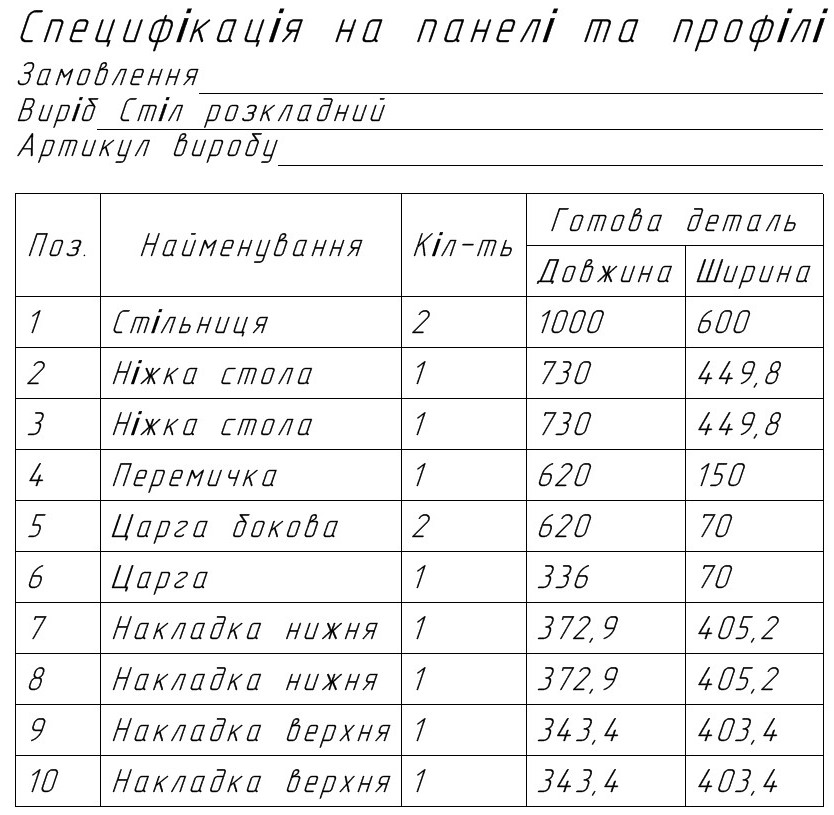 Специфікація на панелі та профілі
Замовлення
Виріб Стіл розкладний
Артикул виробу
Поз. Найменування Кіл-ть Готова деталь
Довжина Ширина
1 Стільниця 2 1000 600
2 Ніжка стола 1 730 449,8
3 Ніжка стола 1 730 449,8
4 Перемичка 1 620 150
5 Царга бокова 2 620 70
6 Царга 1 336 70
7 Накладка нижня 1 372,9 405,2
8 Накладка нижня 1 372,9 405,2
9 Накладка верхня 1 343,4 403,4
10 Накладка верхня 1 343,4 403,4